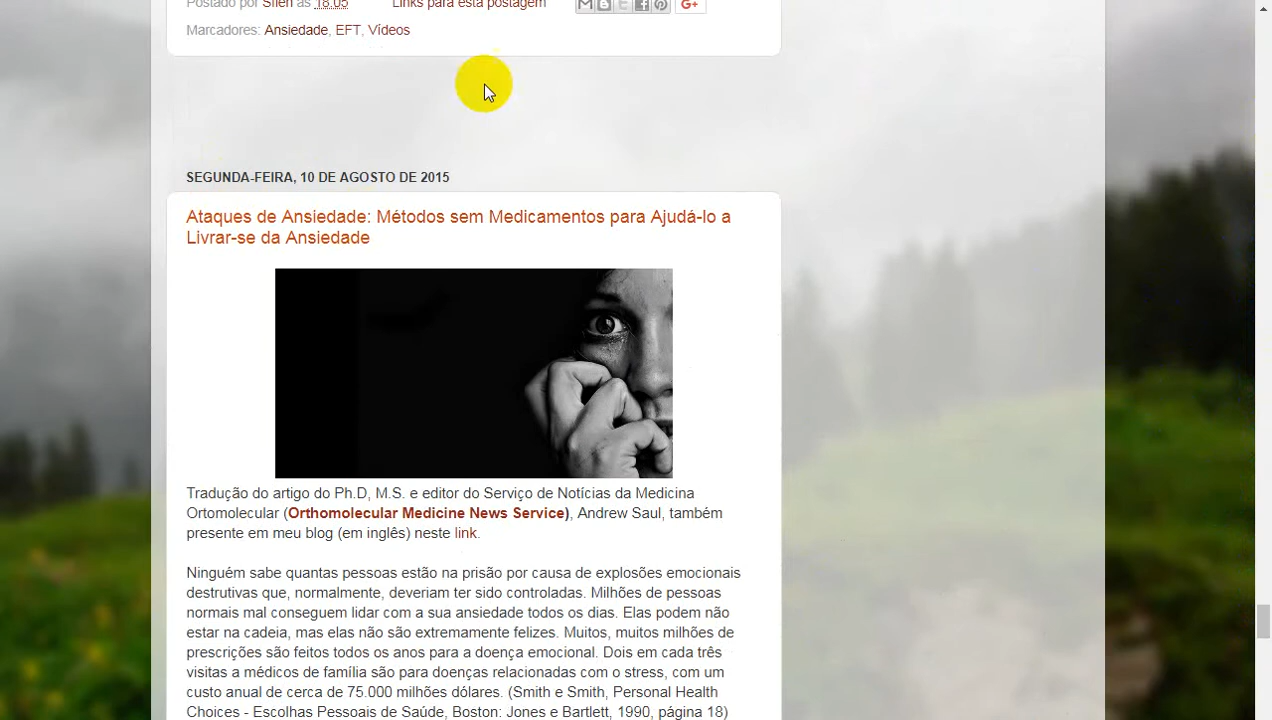 Postado por Sflen às 18:05 Links para esta postagem
Marcadores: Ansiedade, EFT, Vídeos
SEGUNDA-FEIRA, 10 DE AGOSTO DE 2015
Ataques de Ansiedade: Métodos sem Medicamentos para Ajudá-lo a
Livrar-se da Ansiedade
Tradução do artigo do Ph.D, M.S. e editor do Serviço de Notícias da Medicina
Ortomolecular (Orthomolecular Medicine News Service), Andrew Saul, também
presente em meu blog (em inglês) neste link.
Ninguém sabe quantas pessoas estão na prisão por causa de explosões emocionais
destrutivas que, normalmente, deveriam ter sido controladas. Milhões de pessoas
normais mal conseguem lidar com a sua ansiedade todos os dias. Elas podem não
estar na cadeia, mas elas não são extremamente felizes. Muitos, muitos milhões de
prescrições são feitos todos os anos para a doença emocional. Dois em cada três
visitas a médicos de família são para doenças relacionadas com o stress, com um
custo anual de cerca de 75.000 milhões dólares. (Smith e Smith, Personal Health
Choices - Escolhas Pessoais de Saúde, Boston: Jones e Bartlett, 1990, página 18)